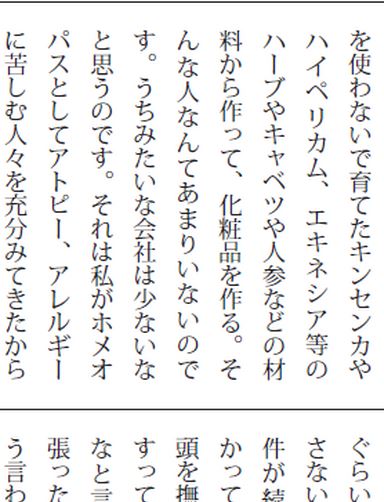 を使わないで育てたキンセンカや
ハイペリカム、エキネシア等の
ハーブやキャベツや人参などの材
料から作って、化粧品を作る。そ
んな人なんてあまりいないので
す。うちみたいな会社は少ないな
と思うのです。それは私がホメオ
パスとしてアトピー、アレルギー
に苦しむ人々を充分みてきたから
ぐらい
さない
件が続
かって
頭を撫
すって
なと言
張った
う言わ